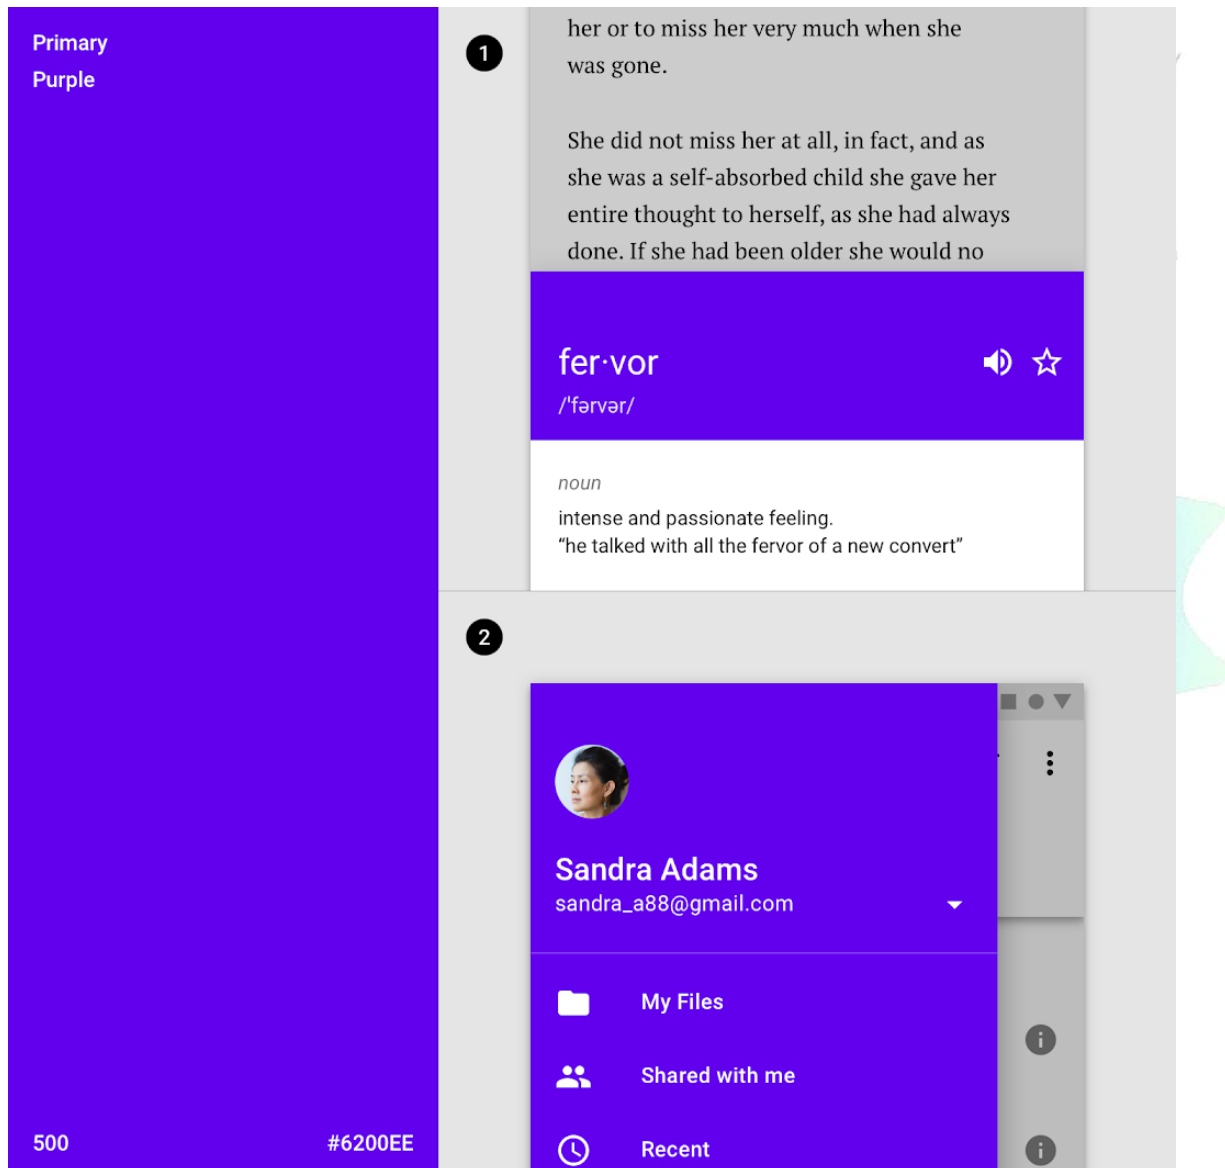 Primary
Purple
500 #6200EE
1
her or to miss her very much when she
was gone.
She did not miss her at all, in fact, and as
she was a self-absorbed child she gave her
entire thought to herself, as she had always
done. If she had been older she would no
fer·vor
/ˈfərvər/
noun
intense and passionate feeling.
“he talked with all the fervor of a new convert”
2
Sandra Adams
sandra_a88@gmail.com
My Files
Shared with me
Recent